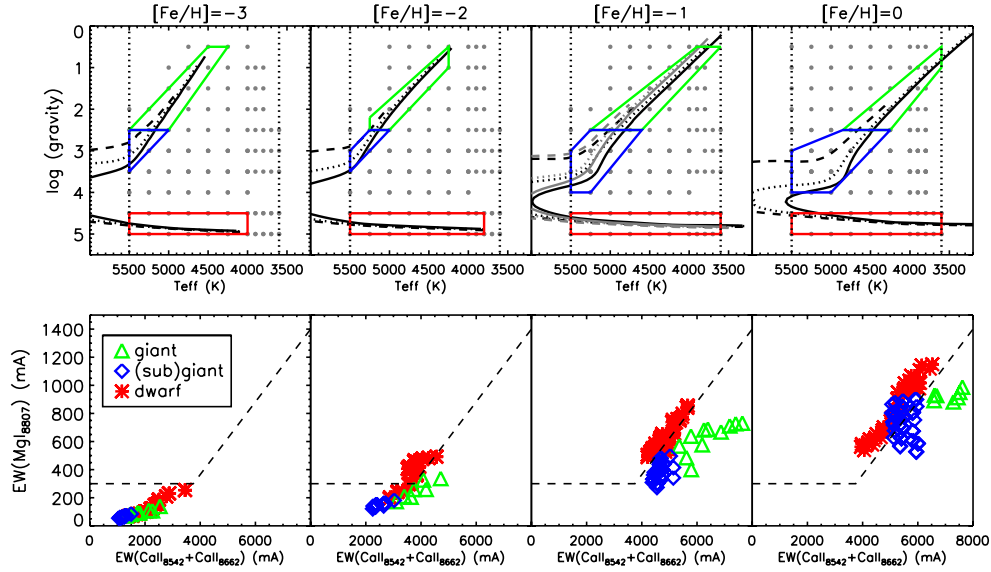 [Fe/H]=−3 [Fe/H]=−2 [Fe/H]=−1 [Fe/H]=0
0
1
2
3
4
5
log (gravity)
5500 5000 4500 4000 3500 5500 5000 4500 4000 3500 5500 5000 4500 4000 3500 5500 5000 4500 4000 3500
Teff (K) Teff (K) Teff (K) Teff (K)
1400
1200
1000
800
600
400
200
0
EW(MgI8807) (mA)
giant
(sub)giant
dwarf
0 2000 4000 6000 0 2000 4000 6000 0 2000 4000 6000 0 2000 4000 6000 8000
EW(CaII8542+CaII8662) (mA) EW(CaII8542+CaII8662) (mA) EW(CaII8542+CaII8662) (mA) EW(CaII8542+CaII8662) (mA)